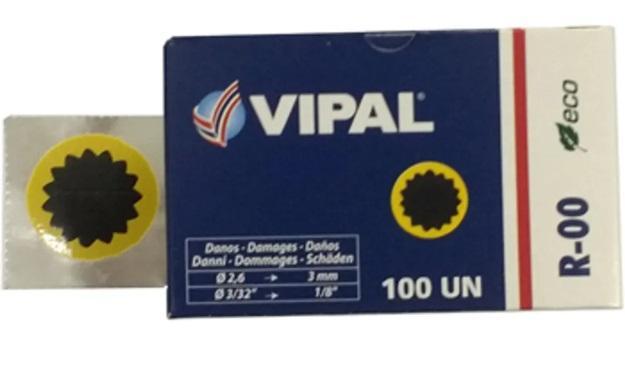 VIPAL®
Danos - Damages - Daños
Danni - Dommages - Schäden
Ø 2,6 → 3 mm
Ø 3/32" → 1/8"
100 UN
eco
R-00